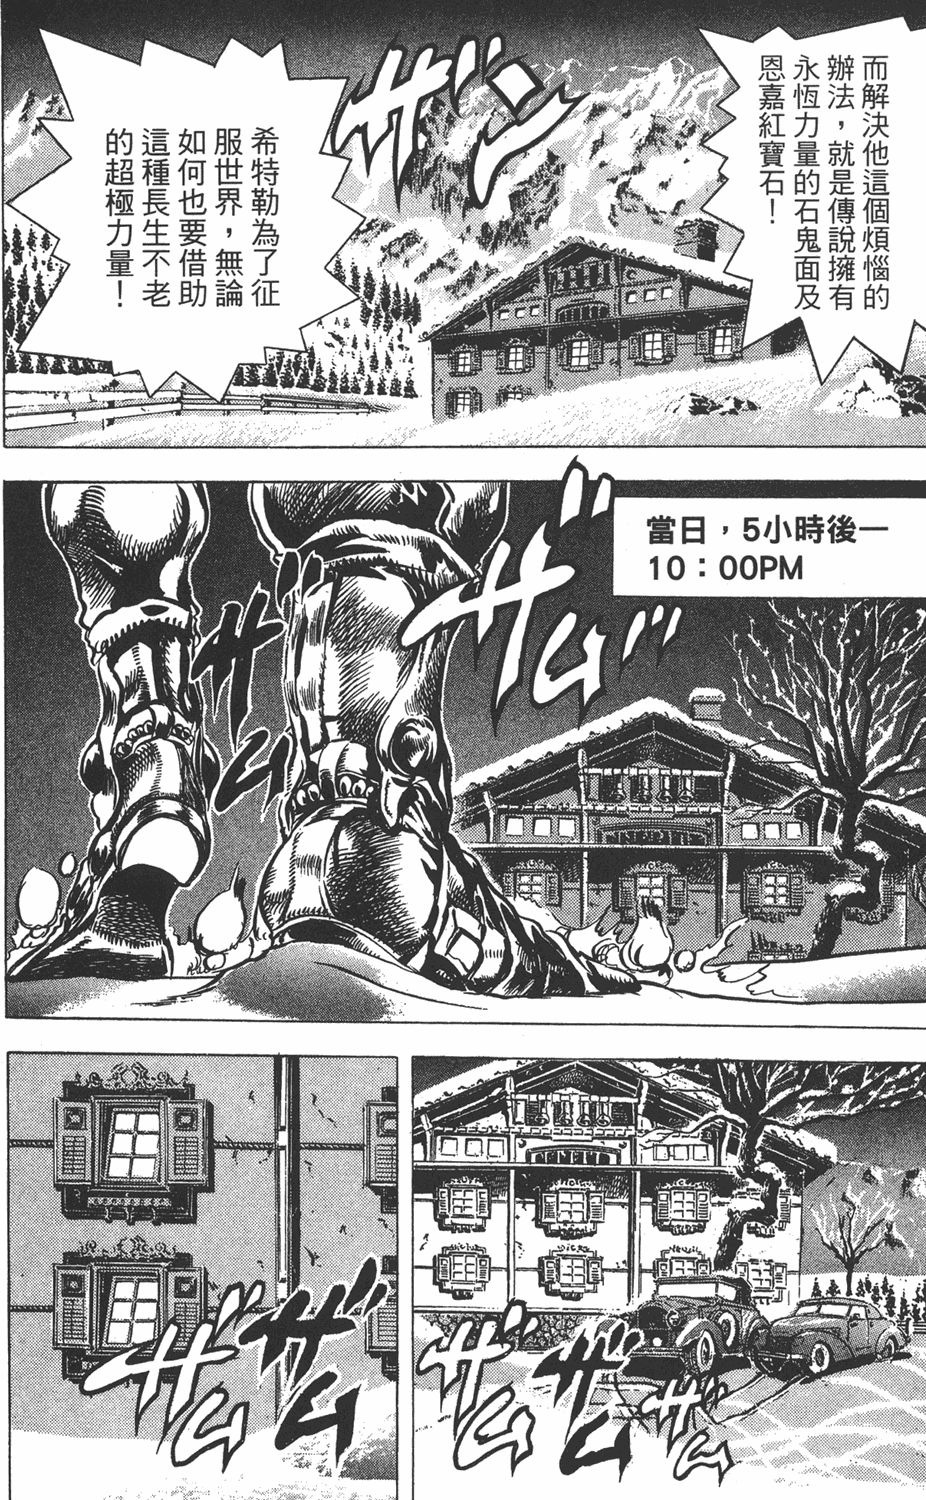 而解決他這個煩惱的
辦法，就是傳說擁有
永恆力量的石鬼面及
恩嘉紅寶石！
ザン
希特勒為了征
服世界，無論
如何也要借助
這種長生不老
的超極力量！
當日，5小時後—
10：00PM
ザム
ザム
ザム
ザム
ザム
ザム
ザム